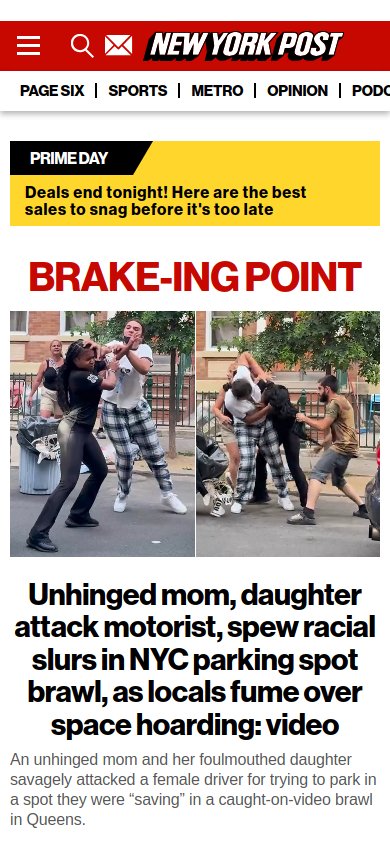 NEW YORK POST
PAGE SIX
SPORTS
METRO
OPINION
PODC
PRIME DAY
Deals end tonight! Here are the best
sales to snag before it's too late
BRAKE-ING POINT
Unhinged mom, daughter
attack motorist, spew racial
slurs in NYC parking spot
brawl, as locals fume over
space hoarding: video
An unhinged mom and her foulmouthed daughter
savagely attacked a female driver for trying to park in
a spot they were “saving” in a caught-on-video brawl
in Queens.